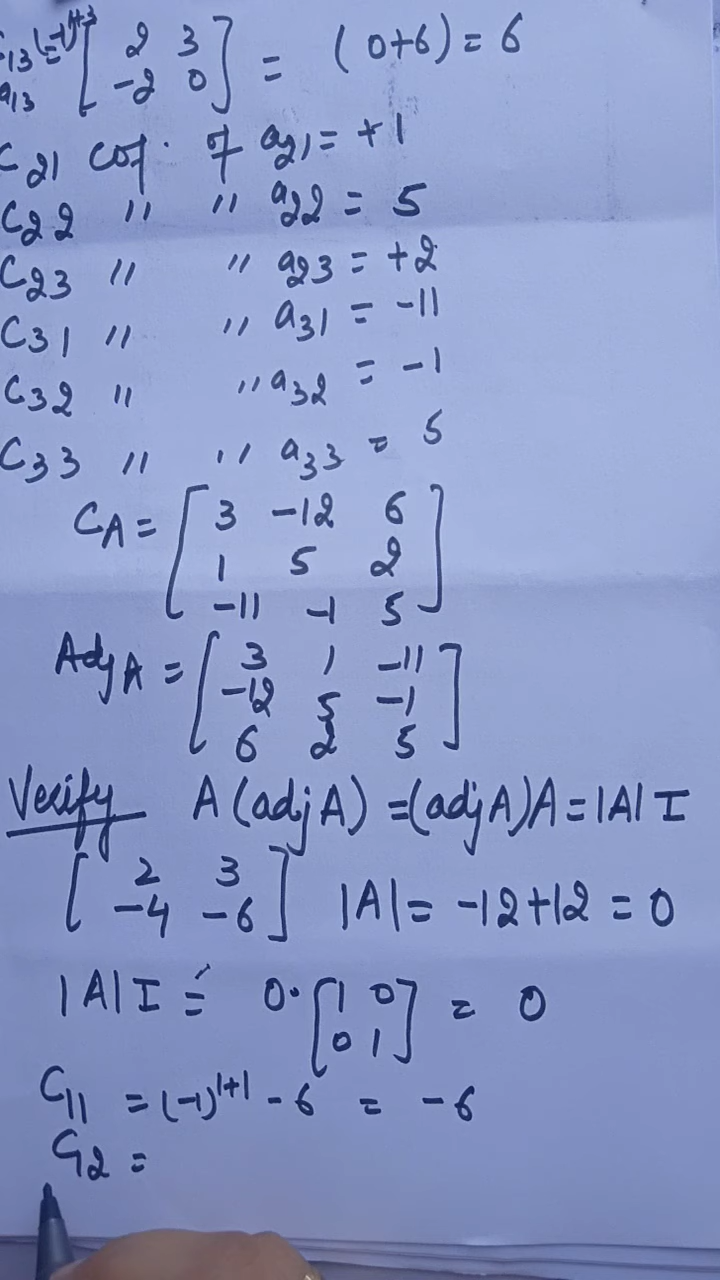 C13 = (-1)^1+3 [ 2 3 = (0+6) = 6
a13 -2 0 ]
C21 cof. of a21 = +1
C22 " " a22 = 5
C23 " " a23 = +2
C31 " " a31 = -11
C32 " " a32 = -1
C33 " " a33 = 5
CA = [ 3 -12 6
1 5 2
-11 -1 5 ]
Adj A = [ 3 1 -11
-12 5 -1
6 2 5 ]
Verify A(adj A) = (adj A)A = |A| I
[ 2 3
-4 -6 ] |A| = -12+12 = 0
|A| I = 0. [ 1 0 = 0
0 1 ]
C11 = (-1)^1+1 -6 = -6
C12 =